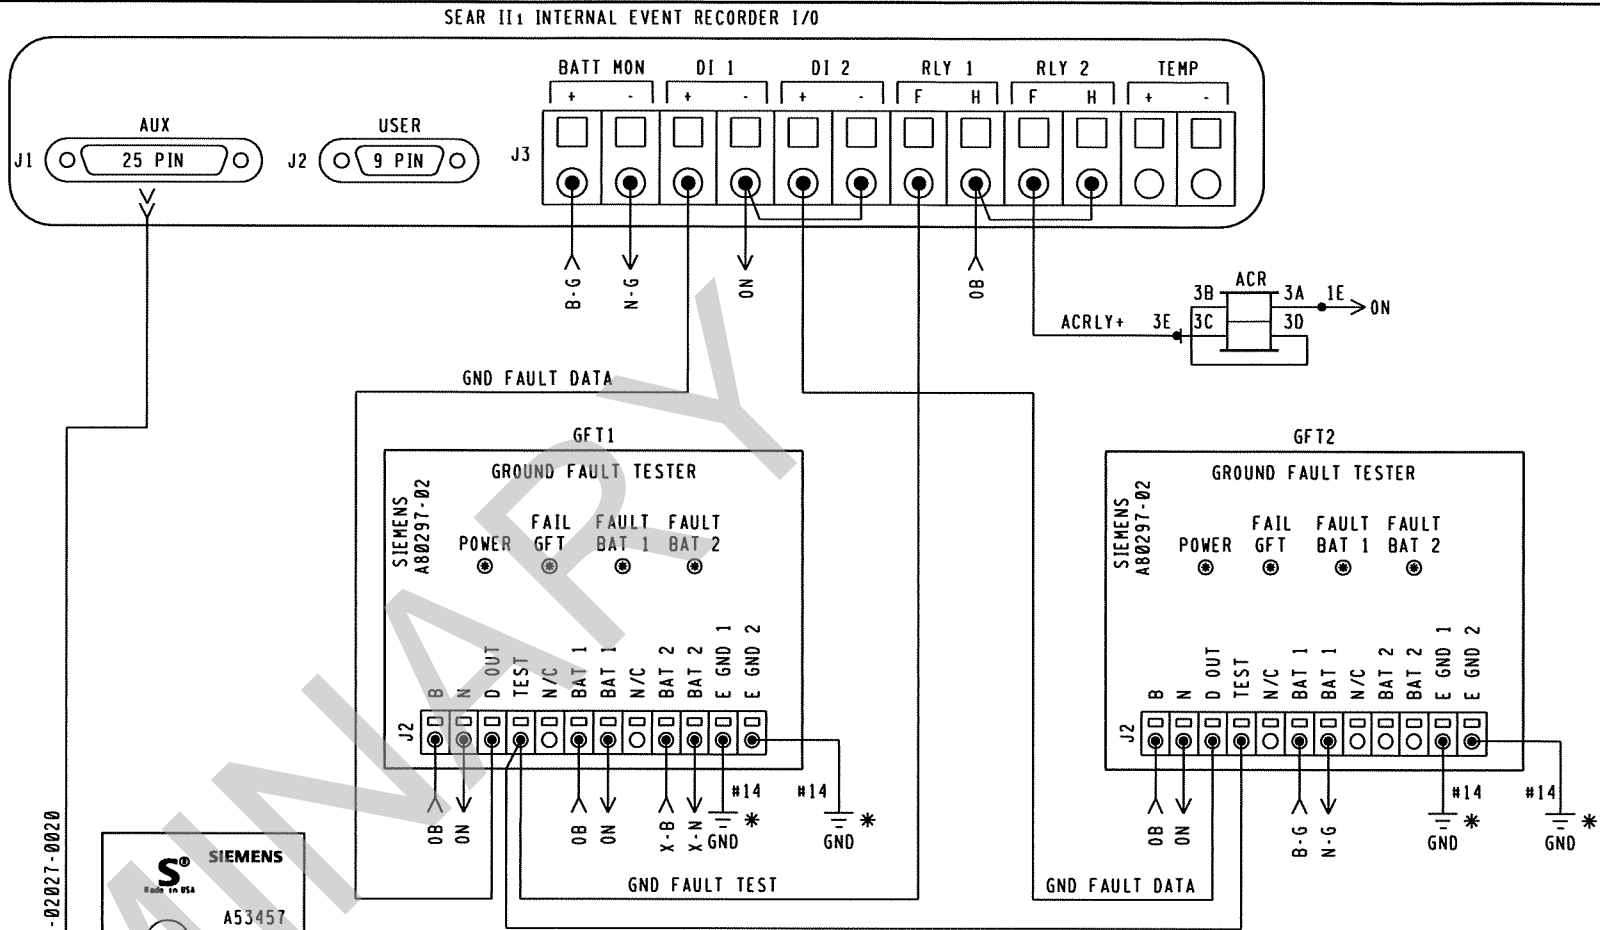 SEAR IIi INTERNAL EVENT RECORDER I/O
BATT MON DI 1 DI 2 RLY 1 RLY 2 TEMP
+ - + - + - F H F H + -
AUX USER
J1 25 PIN J2 9 PIN J3
B-G N-G ON OB
ACR
3B 3A 1E ON
ACRLY+ 3E 3C 3D
GND FAULT DATA
GFT1
GROUND FAULT TESTER
SIEMENS
A80297-02
FAIL FAULT FAULT
POWER GFT BAT 1 BAT 2
B N D OUT TEST N/C BAT 1 BAT 1 N/C BAT 2 BAT 2 E GND 1 E GND 2
J2
#14 #14
OB ON OB ON X-B X-N GND * GND *
GND FAULT TEST
GFT2
GROUND FAULT TESTER
SIEMENS
A80297-02
FAIL FAULT FAULT
POWER GFT BAT 1 BAT 2
B N D OUT TEST N/C BAT 1 BAT 1 N/C BAT 2 BAT 2 E GND 1 E GND 2
J2
#14 #14
OB ON B-G N-G GND * GND *
GND FAULT DATA
-02027-0020
S® SIEMENS
Made in USA
A53457
MINARY